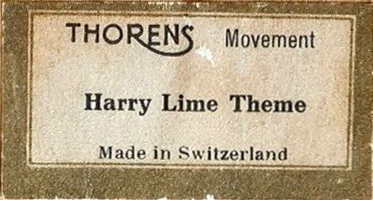 THORENS Movement
Harry Lime Theme
Made in Switzerland